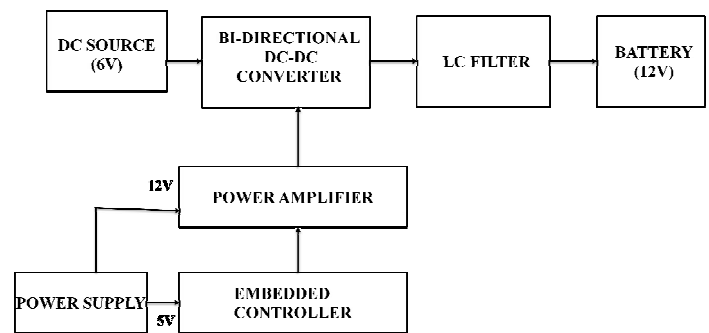 DC SOURCE
(6V)
BI-DIRECTIONAL
DC-DC
CONVERTER
LC FILTER
BATTERY
(12V)
12V
POWER AMPLIFIER
POWER SUPPLY
5V
EMBEDDED
CONTROLLER